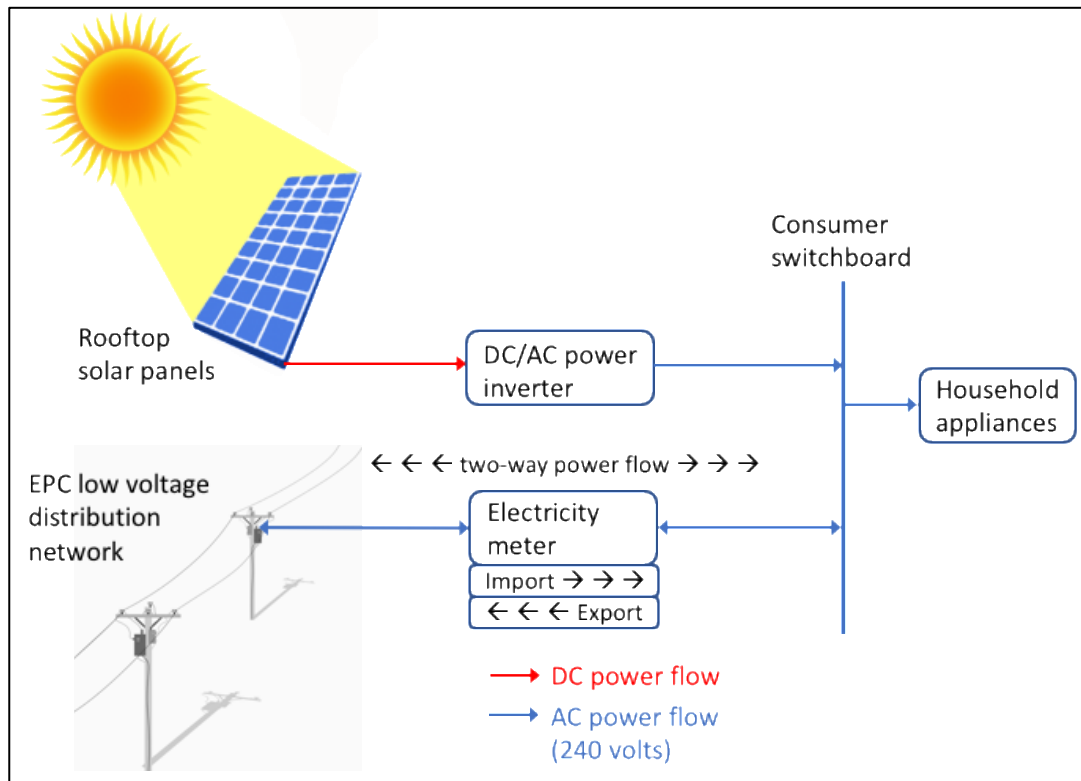 Consumer
switchboard
Rooftop
solar panels
DC/AC power
inverter
Household
appliances
← ← ← two-way power flow → → →
EPC low voltage
distribution
network
Electricity
meter
Import → → →
← ← ← Export
DC power flow
AC power flow
(240 volts)